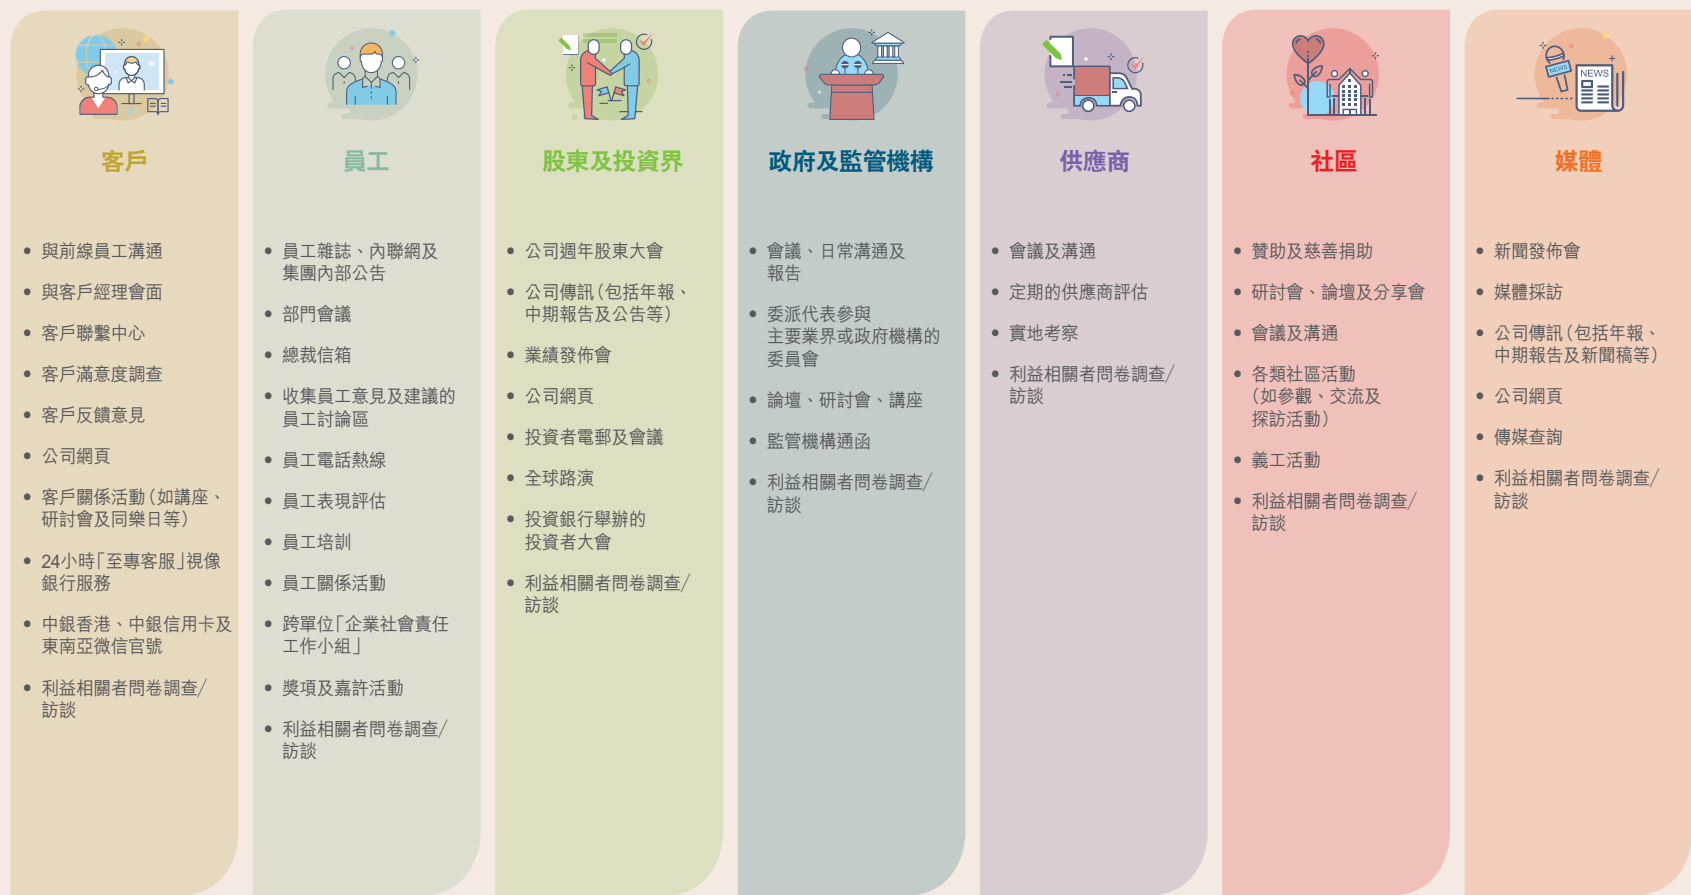 客戶
與前線員工溝通
與客戶經理會面
客戶聯繫中心
客戶滿意度調查
客戶反饋意見
公司網頁
客戶關係活動（如講座、
研討會及同樂日等）
24小時「至專客服」視像
銀行服務
中銀香港、中銀信用卡及
東南亞微信官號
利益相關者問卷調查/
訪談
員工
員工雜誌、內聯網及
集團內部公告
部門會議
總裁信箱
收集員工意見及建議的
員工討論區
員工電話熱線
員工表現評估
員工培訓
員工關係活動
跨單位「企業社會責任
工作小組」
獎項及嘉許活動
利益相關者問卷調查/
訪談
股東及投資界
公司週年股東大會
公司傳訊（包括年報、
中期報告及公告等）
業績發佈會
公司網頁
投資者電郵及會議
全球路演
投資銀行舉辦的
投資者大會
利益相關者問卷調查/
訪談
政府及監管機構
會議、日常溝通及
報告
委派代表參與
主要業界或政府機構的
委員會
論壇、研討會、講座
監管機構通函
利益相關者問卷調查/
訪談
供應商
會議及溝通
定期的供應商評估
實地考察
利益相關者問卷調查/
訪談
社區
贊助及慈善捐助
研討會、論壇及分享會
會議及溝通
各類社區活動
（如參觀、交流及
探訪活動）
義工活動
利益相關者問卷調查/
訪談
NEWS
NEWS
媒體
新聞發佈會
媒體採訪
公司傳訊（包括年報、
中期報告及新聞稿等）
公司網頁
傳媒查詢
利益相關者問卷調查/
訪談